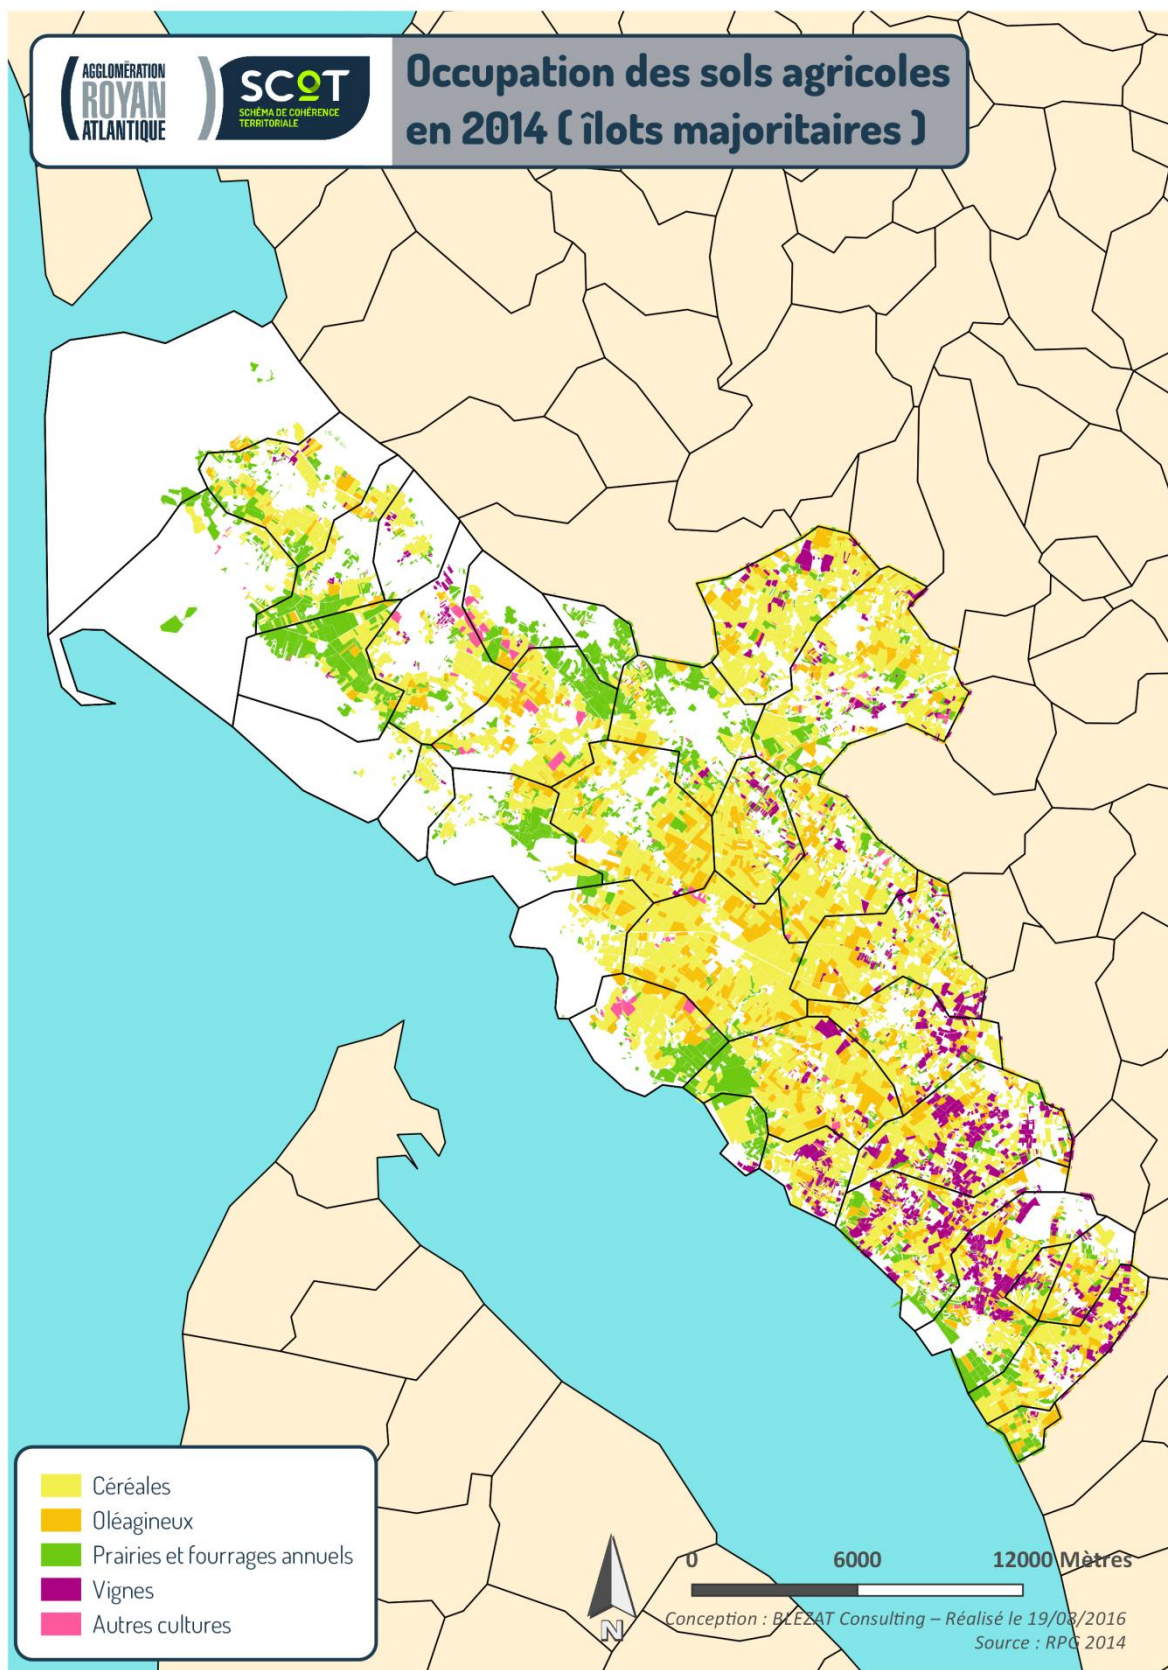 AGGLOMÉRATION
ROYAN
ATLANTIQUE
SCOT
SCHÉMA DE COHÉRENCE
TERRITORIALE
Occupation des sols agricoles
en 2014 ( îlots majoritaires )
Céréales
Oléagineux
Prairies et fourrages annuels
Vignes
Autres cultures
N
0 6000 12000 Mètres
Conception : BLEZAT Consulting – Réalisé le 19/08/2016
Source : RPG 2014